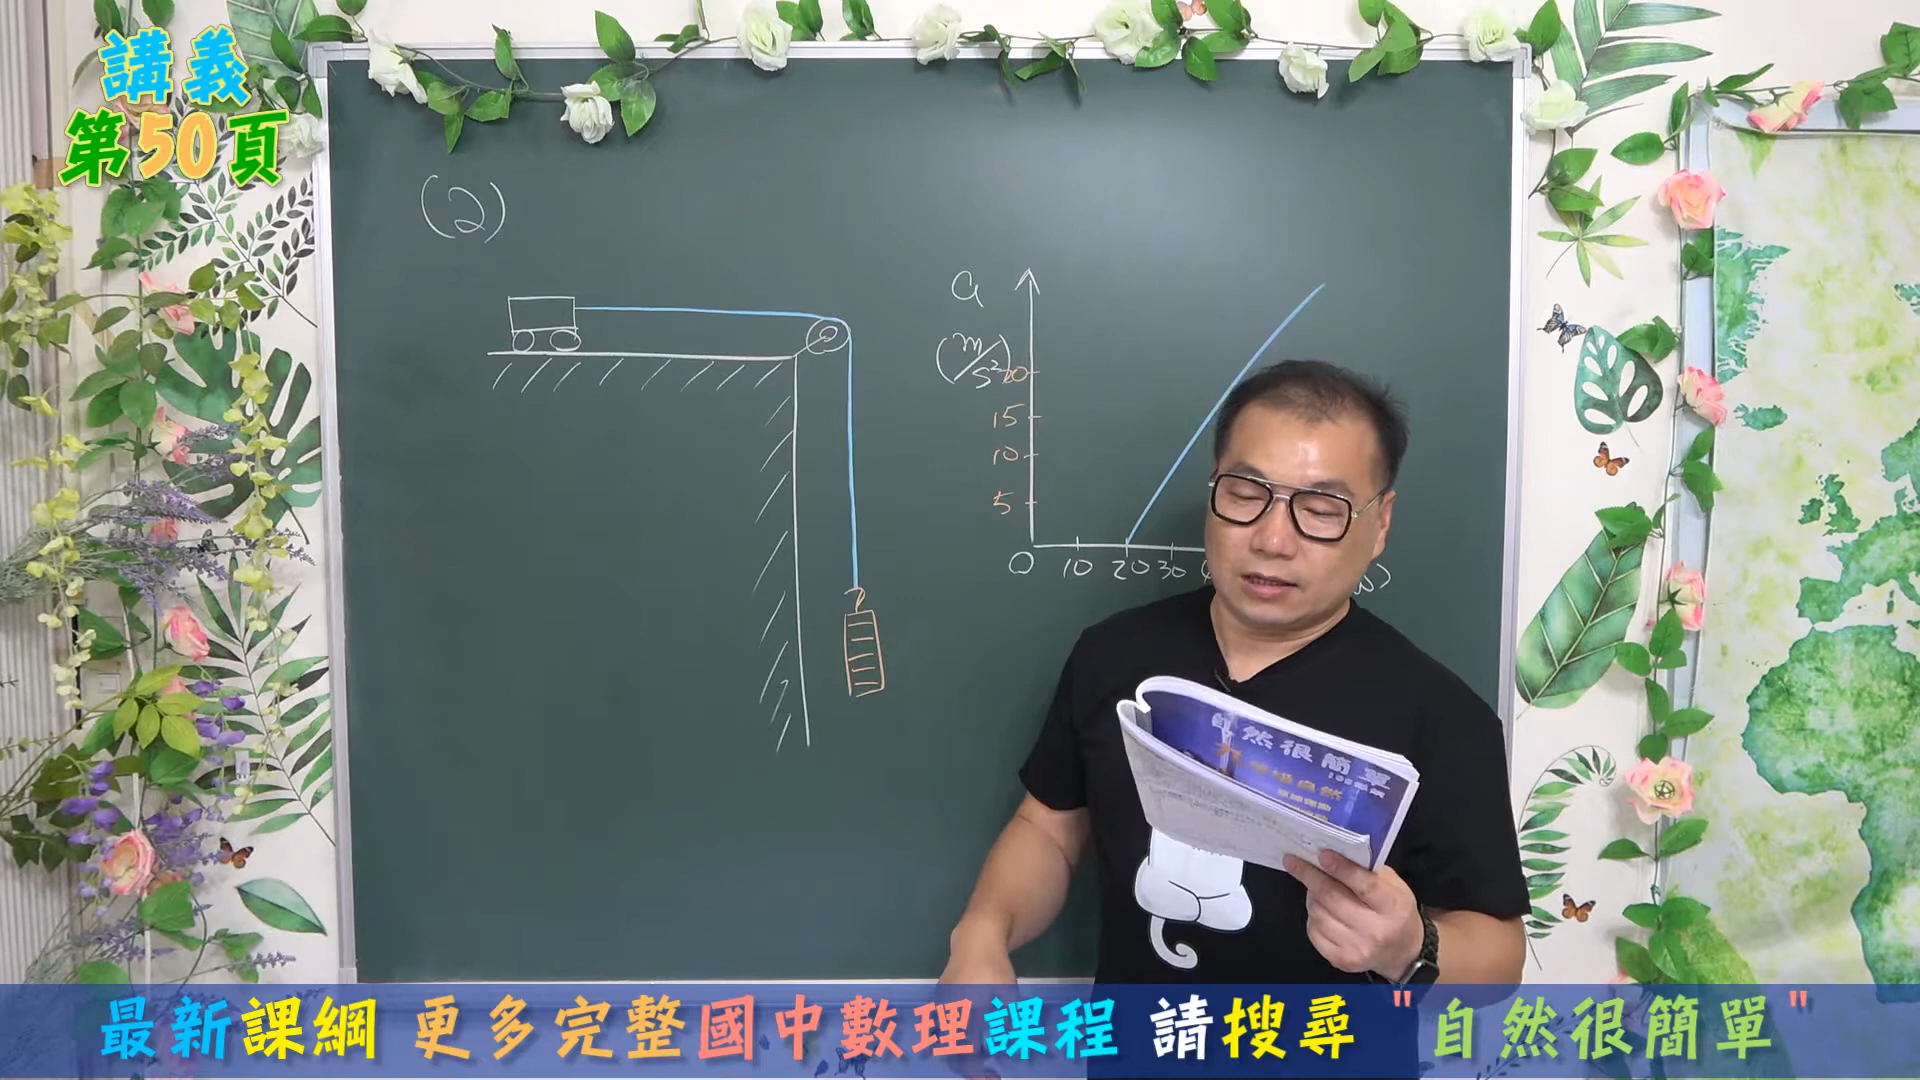 講義
第50頁
(2)
a
(m/s²)
20
15
10
5
0 10 20 30
自然很簡單
最新課綱 更多完整國中數理課程 請搜尋 "自然很簡單"